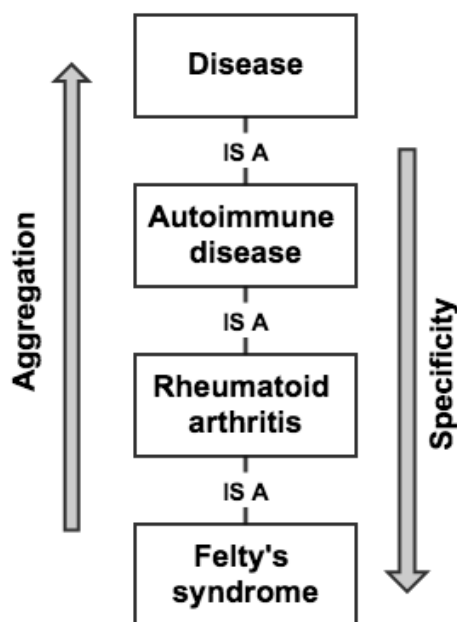 Disease
IS A
Autoimmune
disease
IS A
Rheumatoid
arthritis
IS A
Felty's
syndrome
Aggregation
Specificity